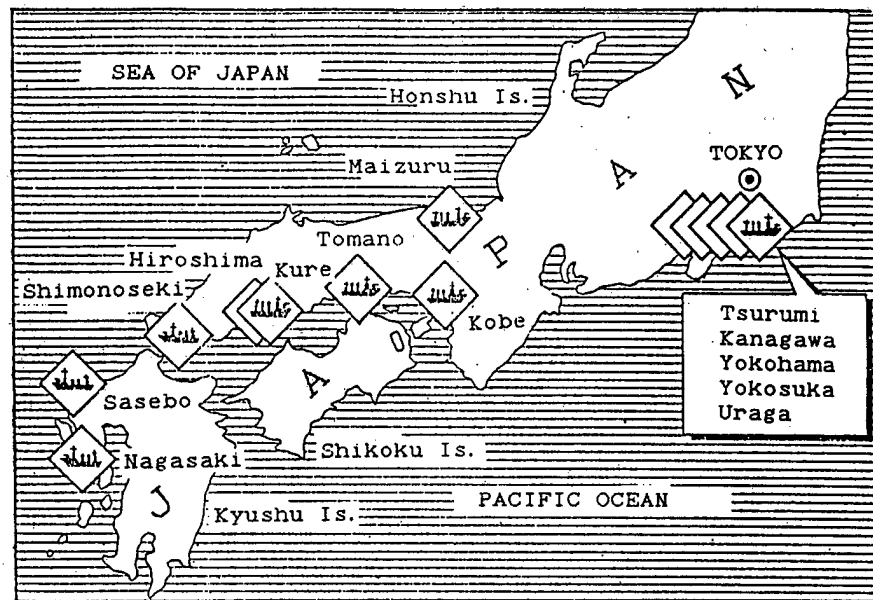 SEA OF JAPAN
Honshu Is.
N
TOKYO
A
Maizuru
Tomano
P
Hiroshima
Kure
Shimonoseki
Kobe
Tsurumi
Kanagawa
Yokohama
Yokosuka
Uraga
A
Sasebo
Nagasaki
Shikoku Is.
J
Kyushu Is.
PACIFIC OCEAN